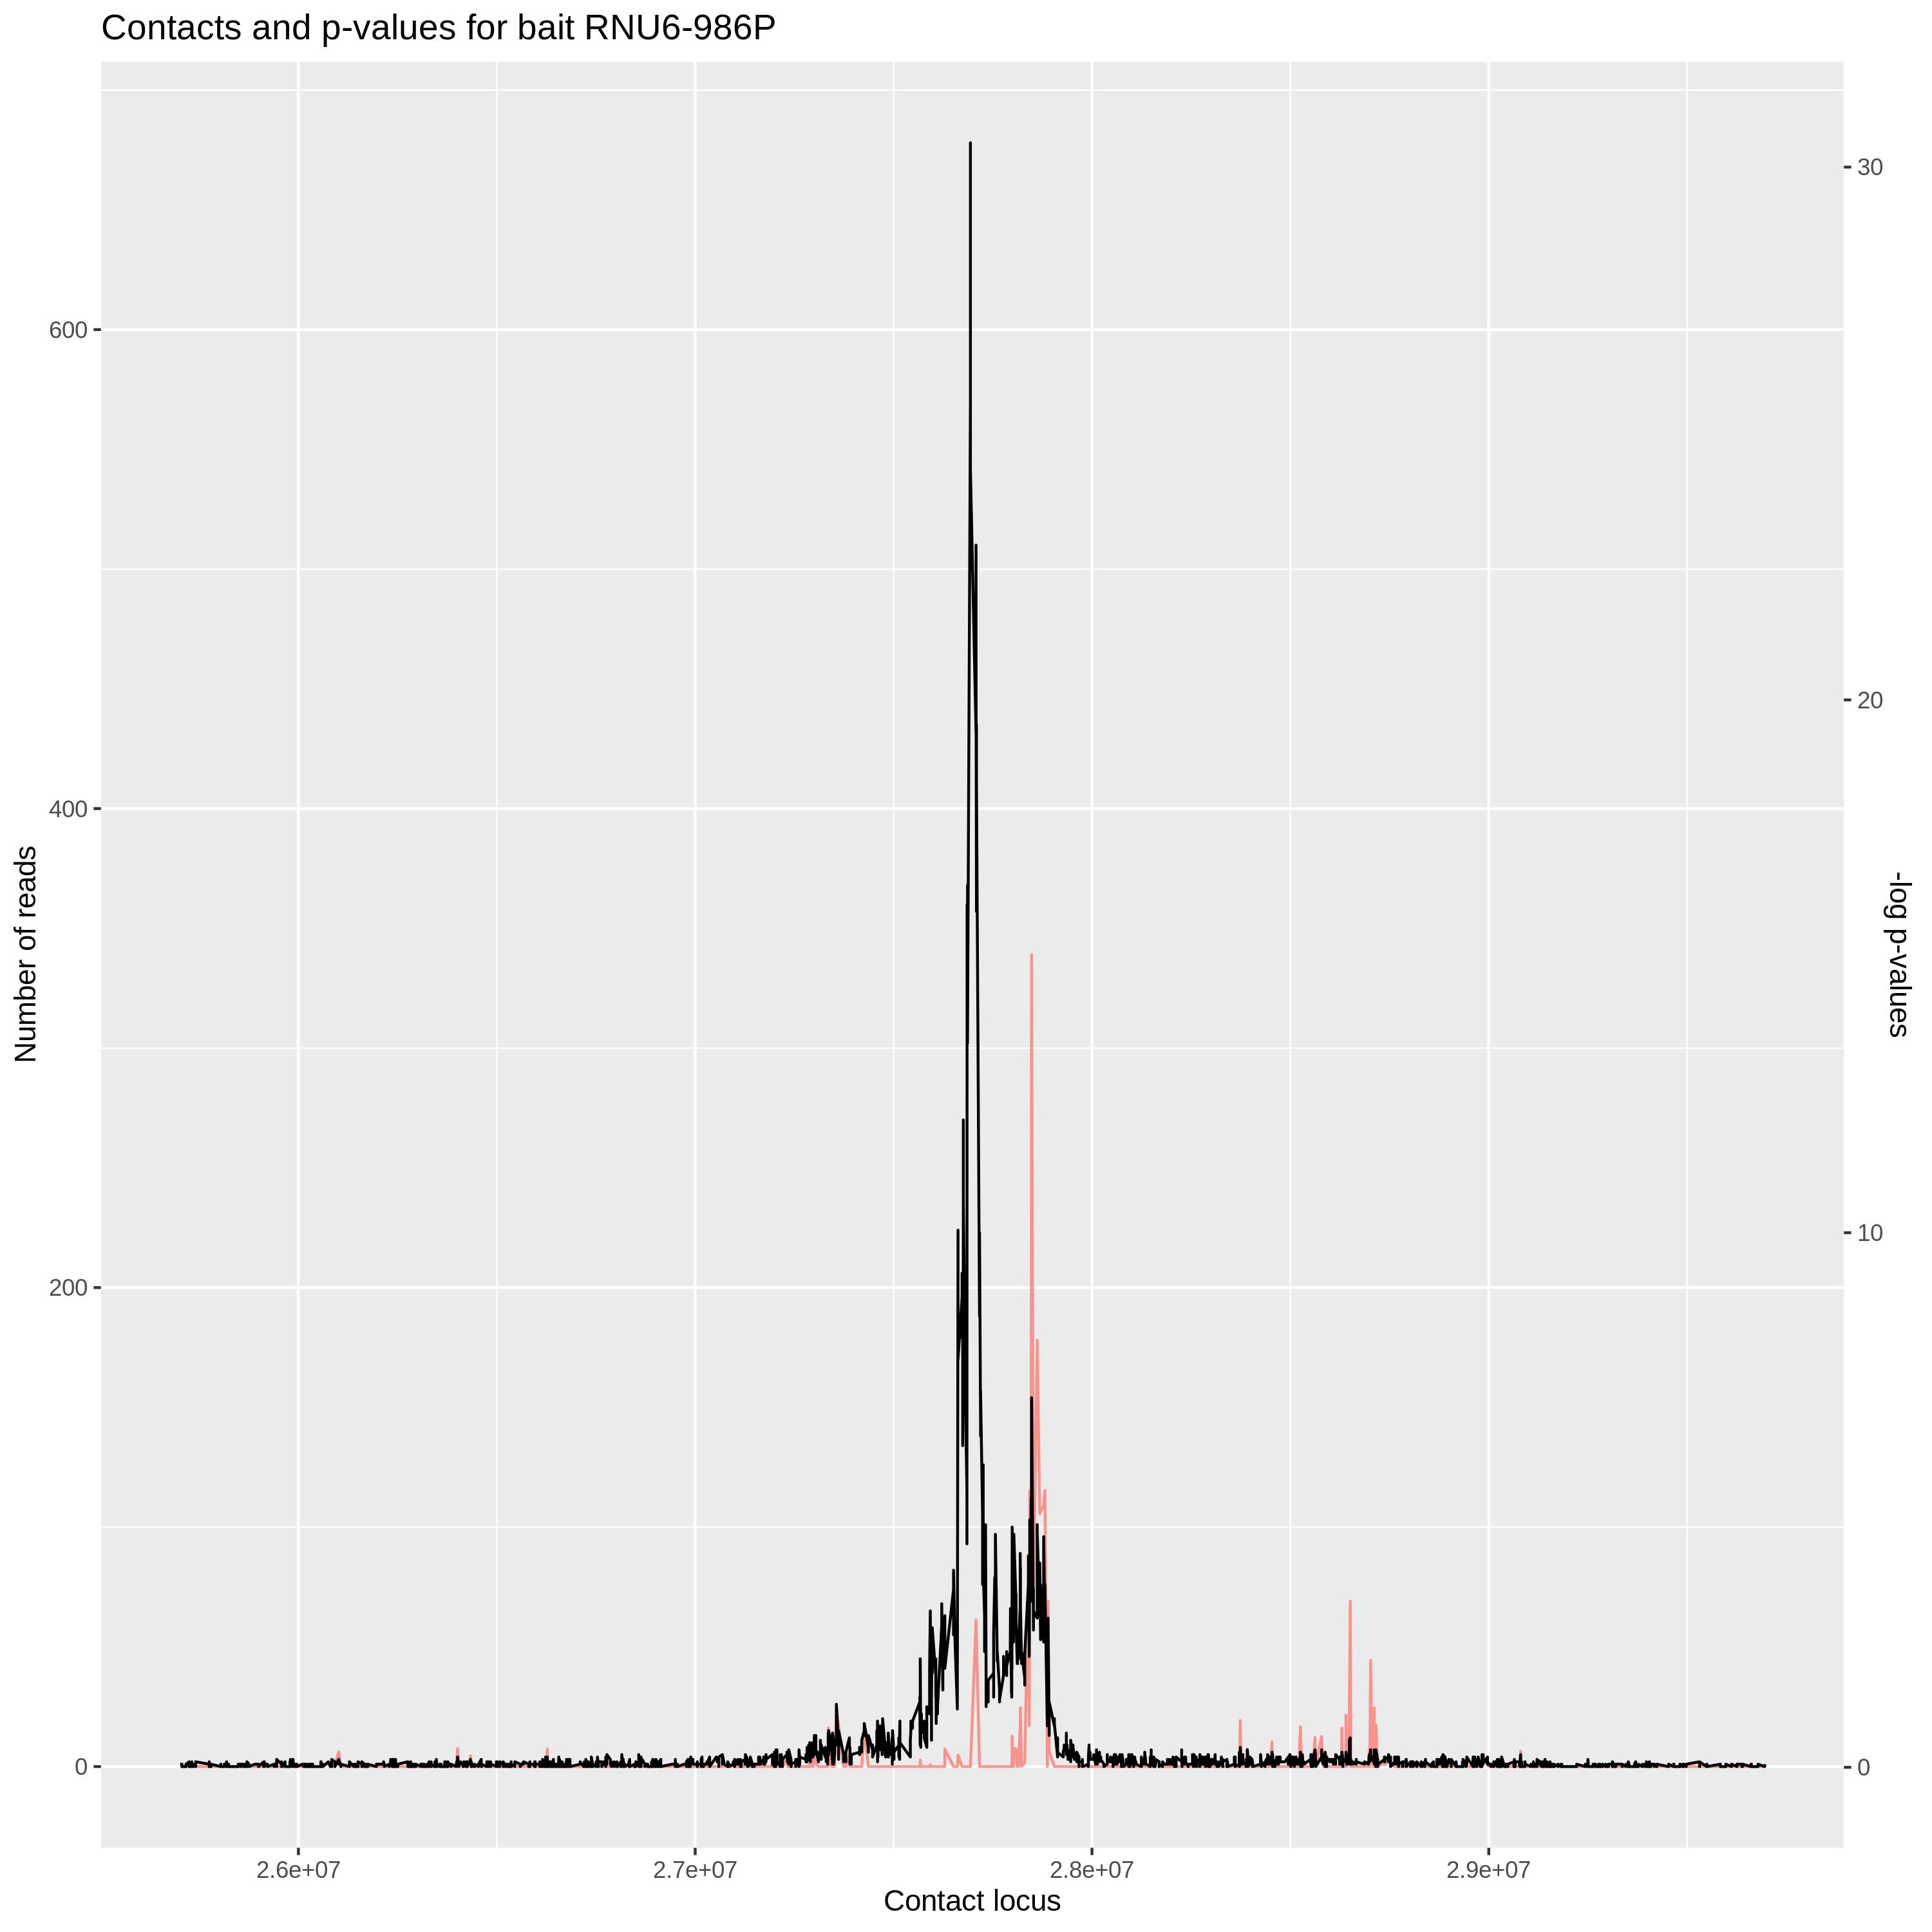 Contacts and p-values for bait RNU6-986P
600
400
200
0
Number of reads
30
20
10
0
-log p-values
2.6e+07
2.7e+07
2.8e+07
2.9e+07
Contact locus